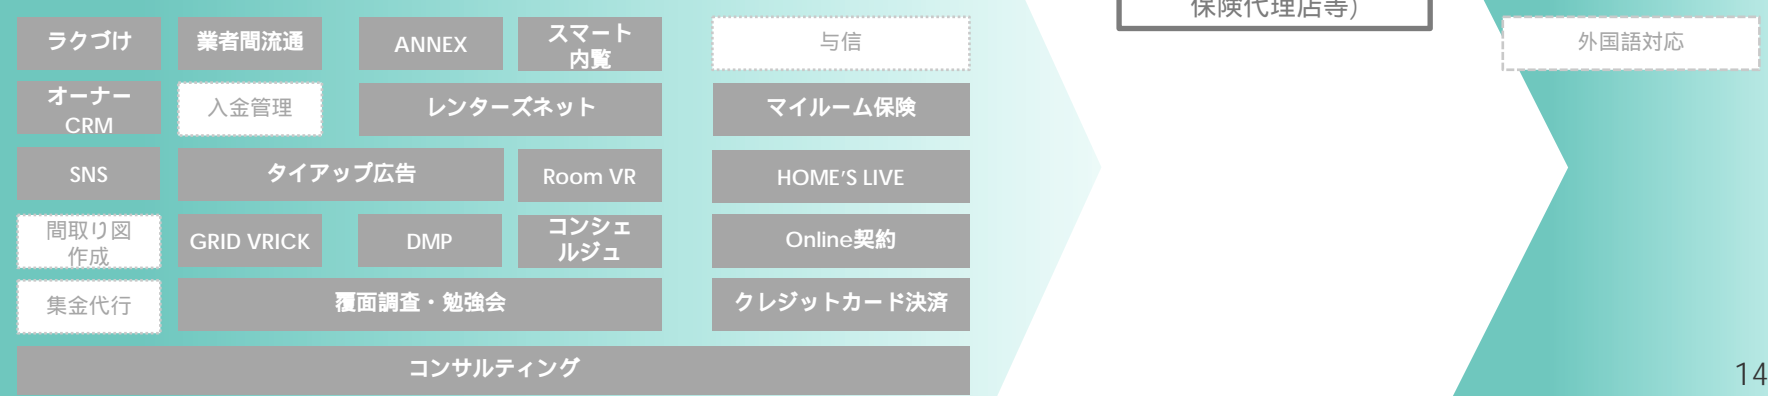 保険代理店等)
ラクづけ
業者間流通
ANNEX
スマート
内覧
与信
外国語対応
オーナー
CRM
入金管理
レンターズネット
マイルーム保険
SNS
タイアップ広告
Room VR
HOME'S LIVE
間取り図
作成
GRID VRICK
DMP
コンシェ
ルジュ
Online契約
集金代行
覆面調査・勉強会
クレジットカード決済
コンサルティング
14